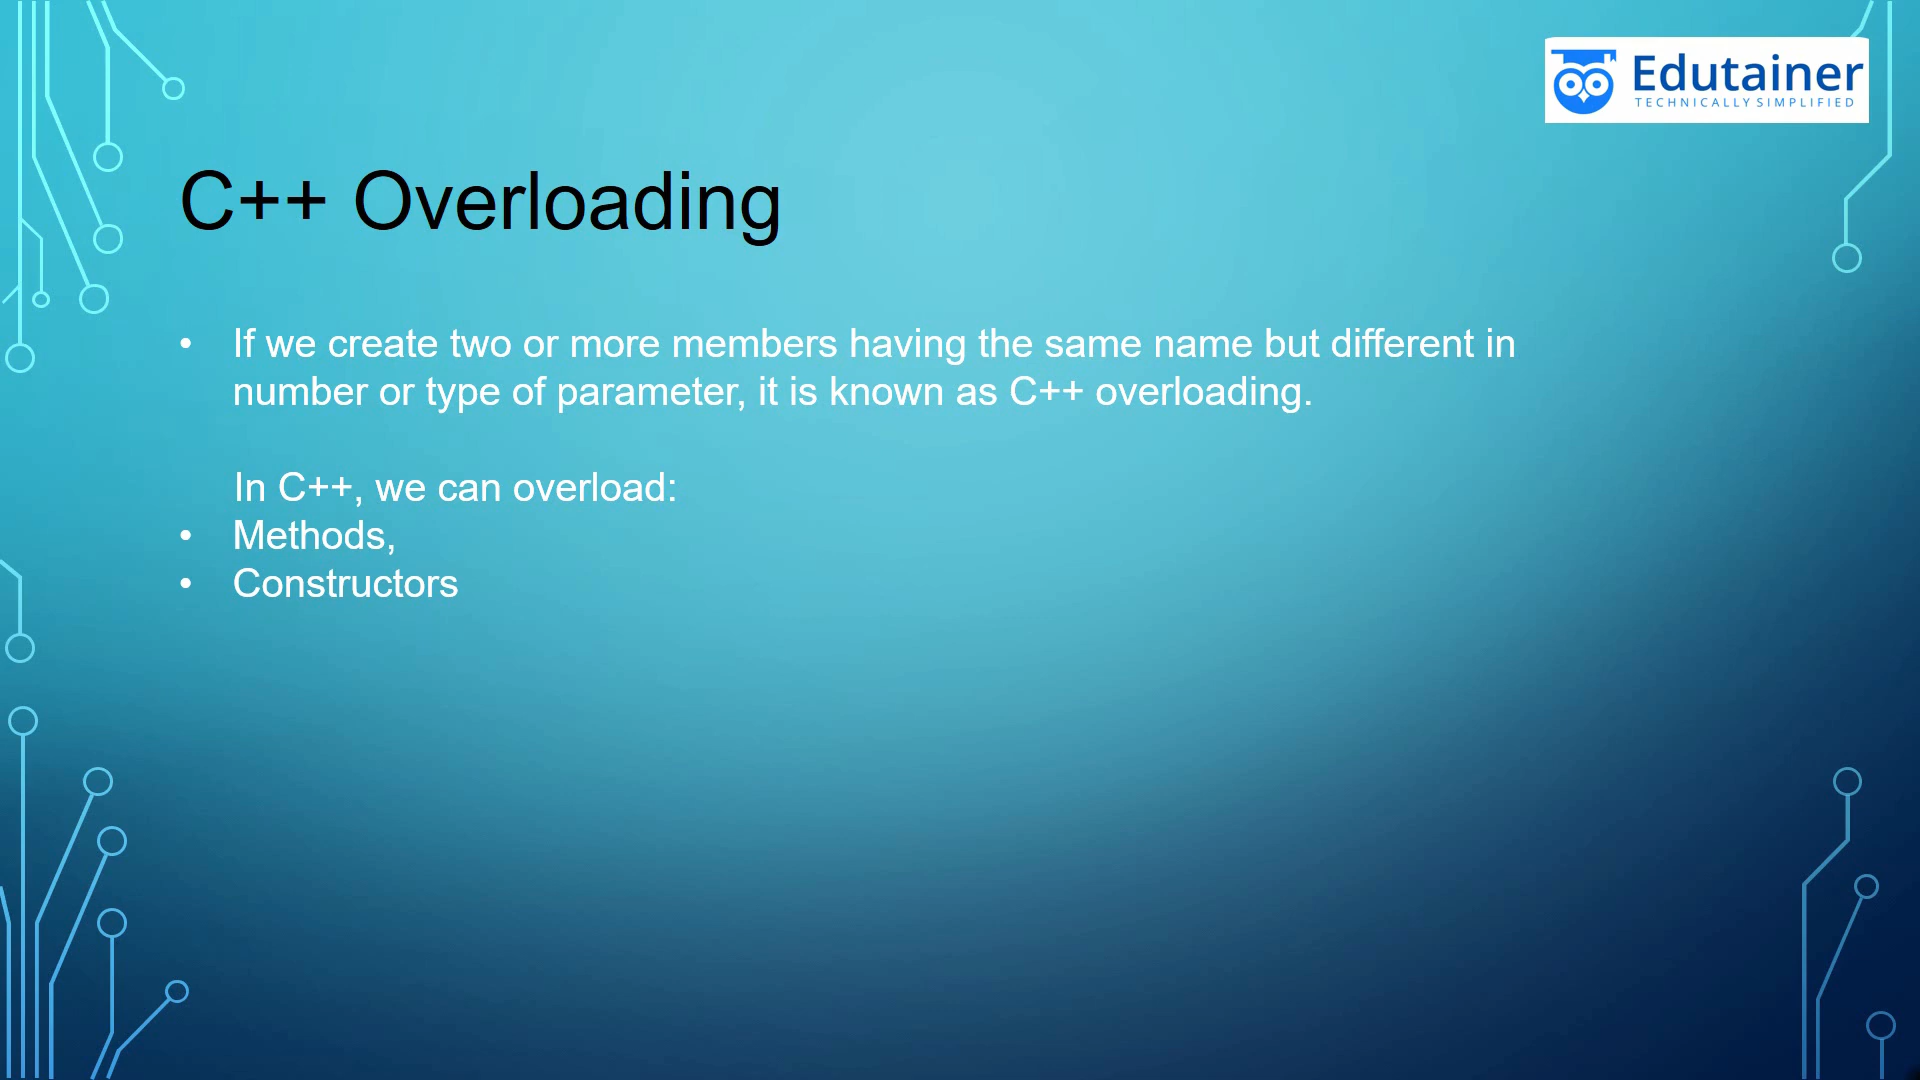 Edutainer
TECHNICALLY SIMPLIFIED
C++ Overloading
• If we create two or more members having the same name but different in
number or type of parameter, it is known as C++ overloading.
In C++, we can overload:
• Methods,
• Constructors